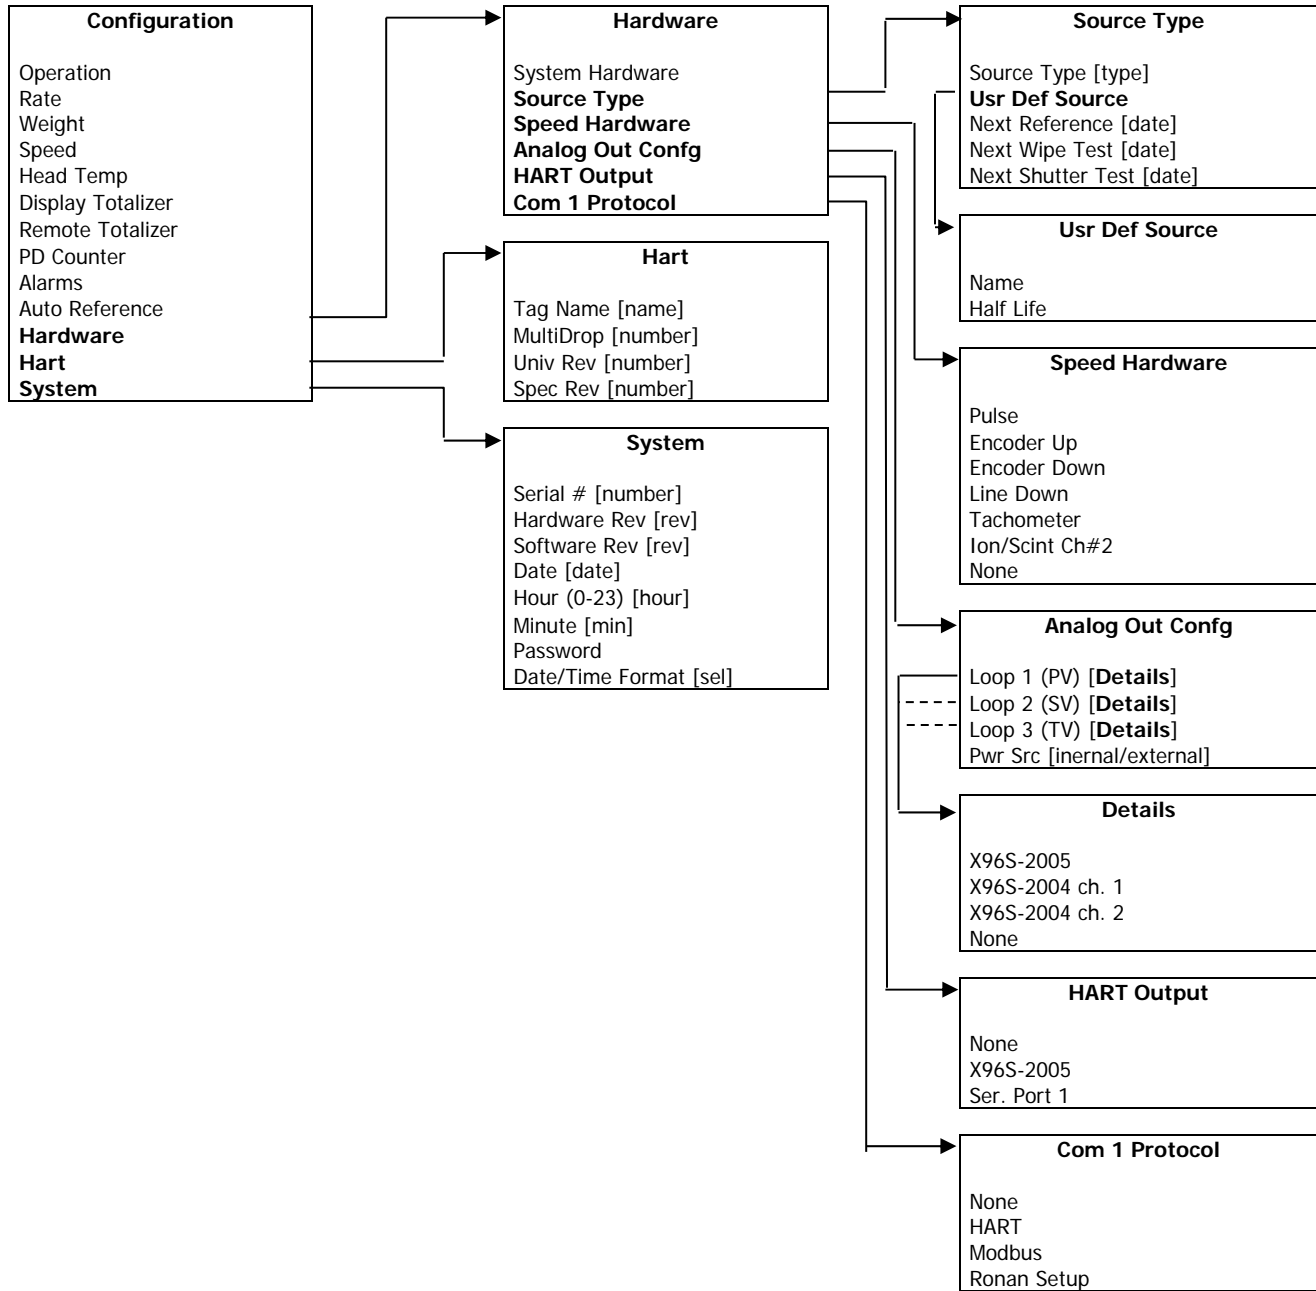 Configuration
Operation
Rate
Weight
Speed
Head Temp
Display Totalizer
Remote Totalizer
PD Counter
Alarms
Auto Reference
Hardware
Hart
System
Hardware
System Hardware
Source Type
Speed Hardware
Analog Out Confg
HART Output
Com 1 Protocol
Hart
Tag Name [name]
MultiDrop [number]
Univ Rev [number]
Spec Rev [number]
System
Serial # [number]
Hardware Rev [rev]
Software Rev [rev]
Date [date]
Hour (0-23) [hour]
Minute [min]
Password
Date/Time Format [sel]
Source Type
Source Type [type]
Usr Def Source
Next Reference [date]
Next Wipe Test [date]
Next Shutter Test [date]
Usr Def Source
Name
Half Life
Speed Hardware
Pulse
Encoder Up
Encoder Down
Line Down
Tachometer
Ion/Scint Ch#2
None
Analog Out Confg
Loop 1 (PV) [Details]
Loop 2 (SV) [Details]
Loop 3 (TV) [Details]
Pwr Src [inernal/external]
Details
X96S-2005
X96S-2004 ch. 1
X96S-2004 ch. 2
None
HART Output
None
X96S-2005
Ser. Port 1
Com 1 Protocol
None
HART
Modbus
Ronan Setup